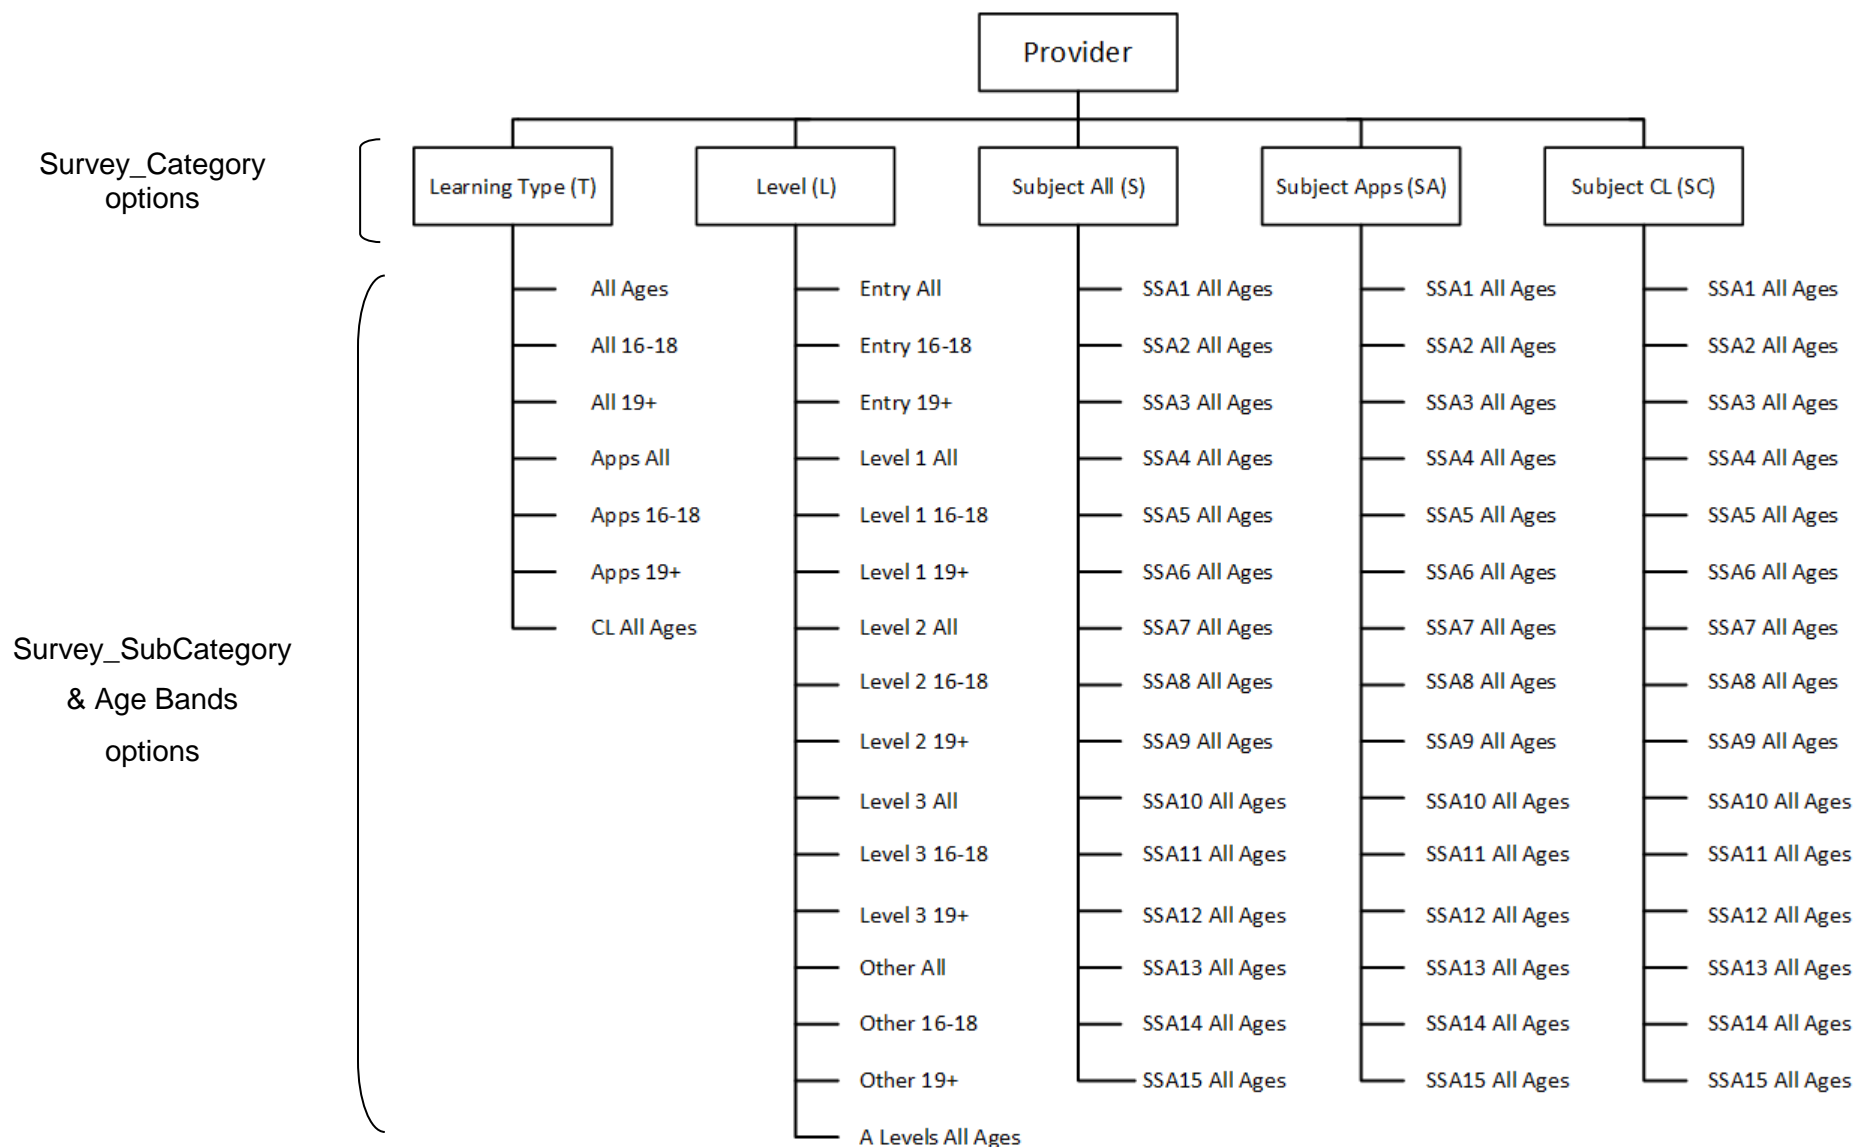 Provider
Survey_Category
options
Learning Type (T)
Level (L)
Subject All (S)
Subject Apps (SA)
Subject CL (SC)
Survey_SubCategory
& Age Bands
options
All Ages
All 16-18
All 19+
Apps All
Apps 16-18
Apps 19+
CL All Ages
Entry All
Entry 16-18
Entry 19+
Level 1 All
Level 1 16-18
Level 1 19+
Level 2 All
Level 2 16-18
Level 2 19+
Level 3 All
Level 3 16-18
Level 3 19+
Other All
Other 16-18
Other 19+
A Levels All Ages
SSA1 All Ages
SSA2 All Ages
SSA3 All Ages
SSA4 All Ages
SSA5 All Ages
SSA6 All Ages
SSA7 All Ages
SSA8 All Ages
SSA9 All Ages
SSA10 All Ages
SSA11 All Ages
SSA12 All Ages
SSA13 All Ages
SSA14 All Ages
SSA15 All Ages
SSA1 All Ages
SSA2 All Ages
SSA3 All Ages
SSA4 All Ages
SSA5 All Ages
SSA6 All Ages
SSA7 All Ages
SSA8 All Ages
SSA9 All Ages
SSA10 All Ages
SSA11 All Ages
SSA12 All Ages
SSA13 All Ages
SSA14 All Ages
SSA15 All Ages
SSA1 All Ages
SSA2 All Ages
SSA3 All Ages
SSA4 All Ages
SSA5 All Ages
SSA6 All Ages
SSA7 All Ages
SSA8 All Ages
SSA9 All Ages
SSA10 All Ages
SSA11 All Ages
SSA12 All Ages
SSA13 All Ages
SSA14 All Ages
SSA15 All Ages